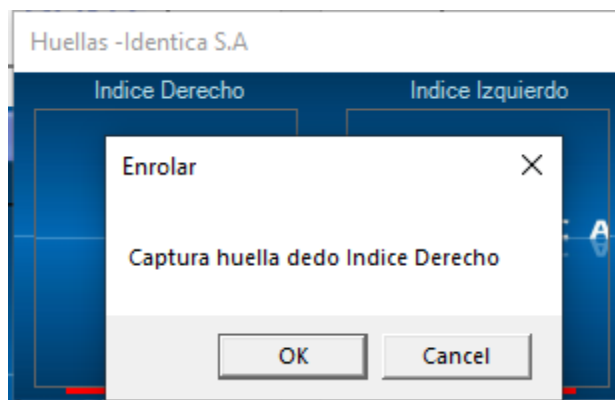 Huellas -Identica S.A
Indice Derecho
Indice Izquierdo
Enrolar
Captura huella dedo Indice Derecho
OK
Cancel